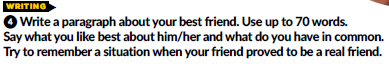 WRITING
4 Write a paragraph about your best friend. Use up to 70 words.
Say what you like best about him/her and what do you have in common.
Try to remember a situation when your friend proved to be a real friend.